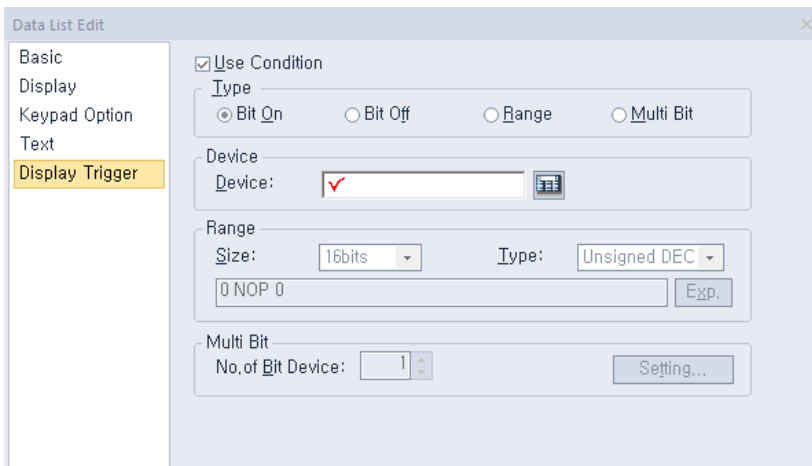 Data List Edit
Basic
Display
Keypad Option
Text
Display Trigger
Use Condition
Type
Bit On
Bit Off
Range
Multi Bit
Device
Device:
Range
Size:
16bits
Type:
Unsigned DEC
0 NOP 0
Exp.
Multi Bit
No.of Bit Device:
1
Setting...